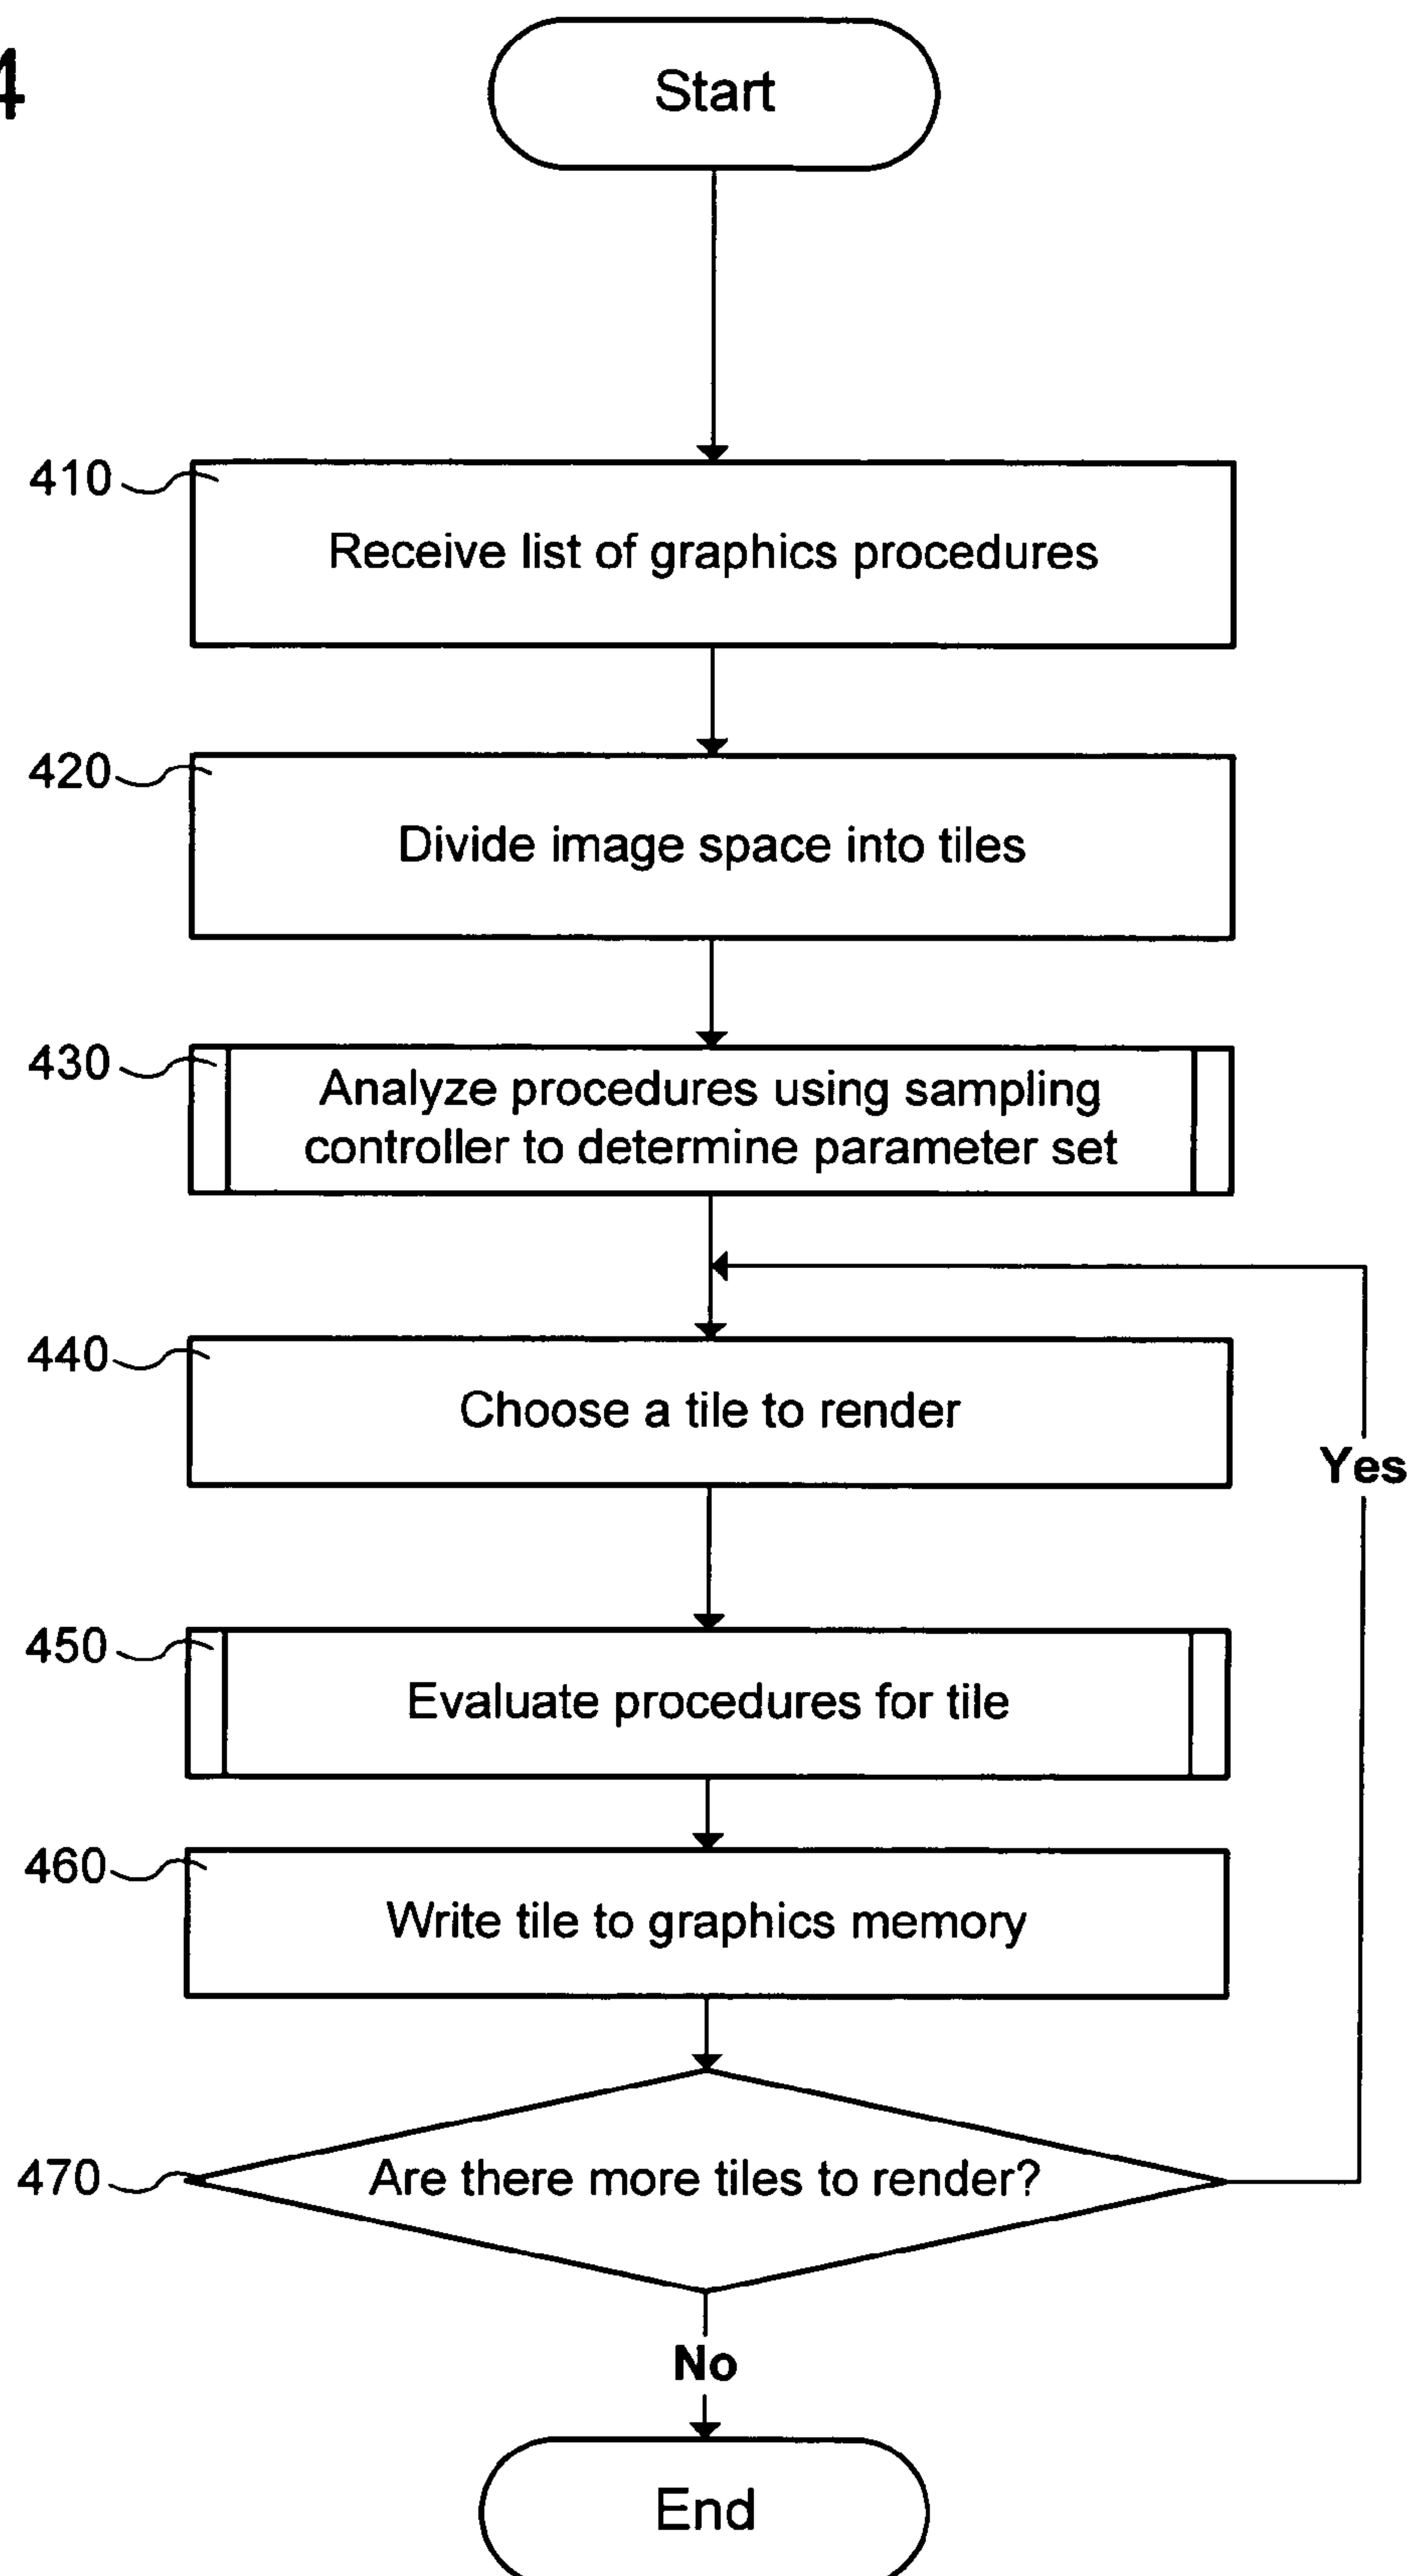 4
Start
410
Receive list of graphics procedures
420
Divide image space into tiles
430
Analyze procedures using sampling
controller to determine parameter set
440
Choose a tile to render
Yes
450
Evaluate procedures for tile
460
Write tile to graphics memory
470
Are there more tiles to render?
No
End